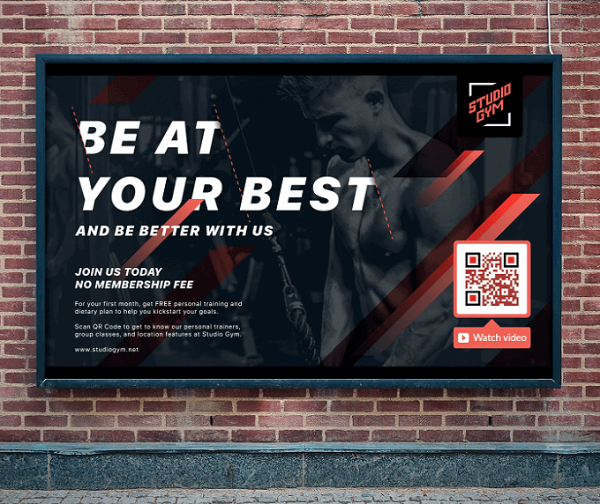 STUDIO
GYM
BE AT
YOUR BEST
AND BE BETTER WITH US
JOIN US TODAY
NO MEMBERSHIP FEE
For your first month, get FREE personal training and
dietary plan to help you kickstart your goals.
Scan QR Code to get to know our personal trainers,
group classes, and location features at Studio Gym.
www.studiogym.net
Watch video